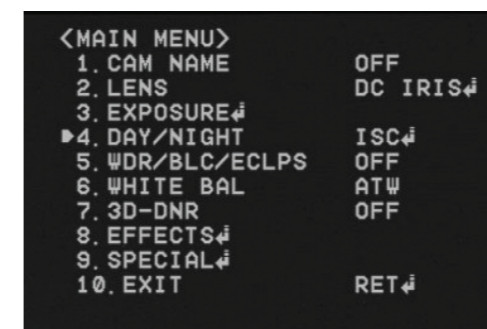 <MAIN MENU>
1. CAM NAME OFF
2. LENS DC IRIS↲
3. EXPOSURE↲
▶4. DAY/NIGHT ISC↲
5. WDR/BLC/ECLPS OFF
6. WHITE BAL ATW
7. 3D-DNR OFF
8. EFFECTS↲
9. SPECIAL↲
10. EXIT RET↲